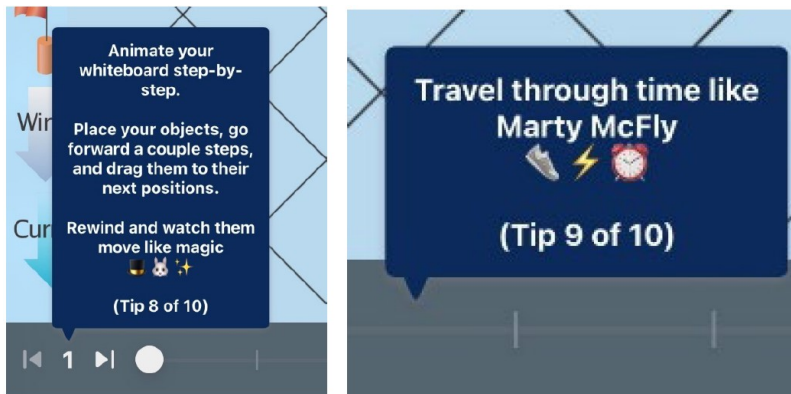 Animate your
whiteboard step-by-
step.
Place your objects, go
forward a couple steps,
and drag them to their
next positions.
Rewind and watch them
move like magic
🎩 🐰 ✨
(Tip 8 of 10)
Wir
Cur
1
Travel through time like
Marty McFly
👟 ⚡ ⏰
(Tip 9 of 10)